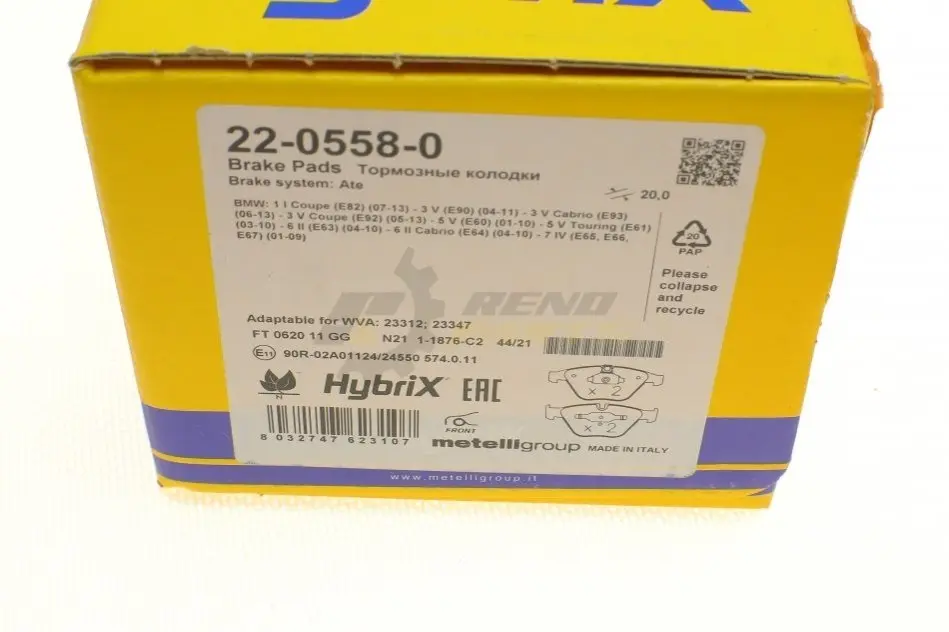 22-0558-0
Brake Pads Тормозные колодки
Brake system: Ate
20,0
BMW: 1 I Coupe (E82) (07-13) - 3 V (E90) (04-11) - 3 V Cabrio (E93)
(06-13) - 3 V Coupe (E92) (05-13) - 5 V (E60) (01-10) - 5 V Touring (E61)
(03-10) - 6 II (E63) (04-10) - 6 II Cabrio (E64) (04-10) - 7 IV (E65, E66,
E67) (01-09)
20
PAP
Please
collapse
and
recycle
RENO
Adaptable for WVA: 23312; 23347
FT 0620 11 GG N21 1-1876-C2 44/21
E11 90R-02A01124/24550 574.0.11
N
HybriX EAC
x 2
x 2
8 032747 623107
FRONT
metelligroup MADE IN ITALY
www.metelligroup.it